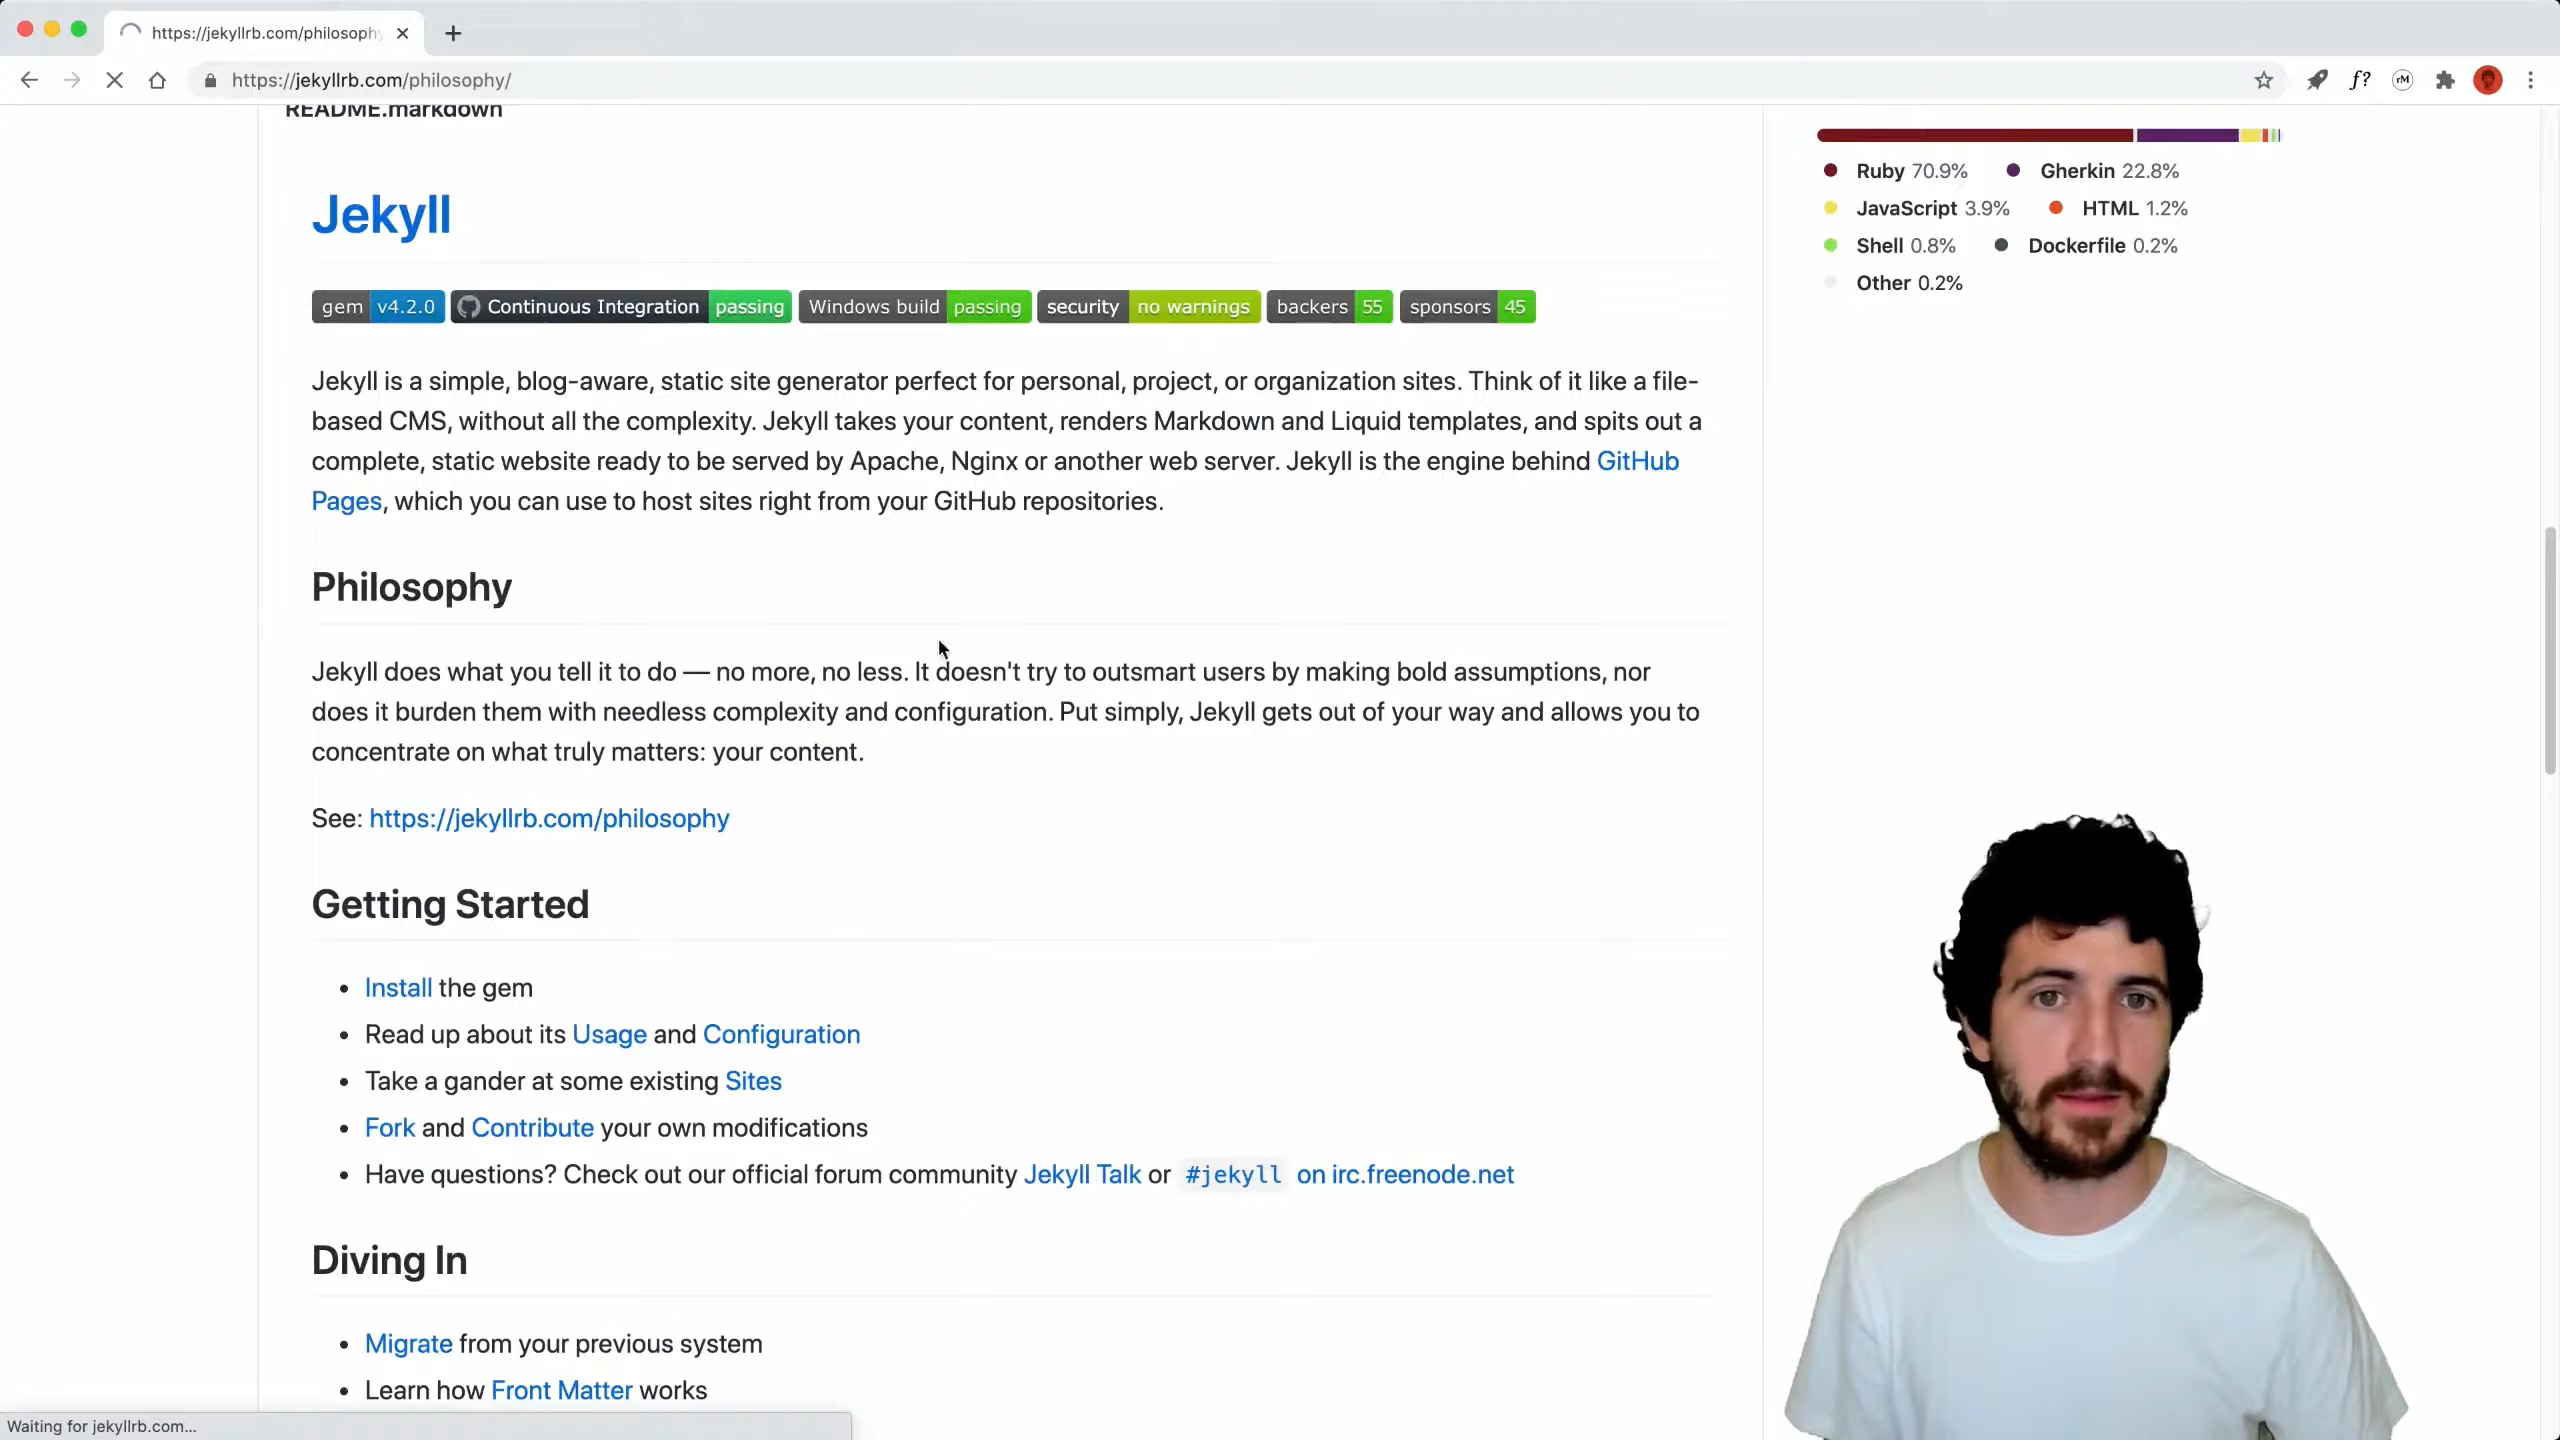 https://jekyllrb.com/philosophy
https://jekyllrb.com/philosophy/
f?
rM
README.markdown
Jekyll
gem v4.2.0 Continuous Integration passing Windows build passing security no warnings backers 55 sponsors 45
Jekyll is a simple, blog-aware, static site generator perfect for personal, project, or organization sites. Think of it like a file-
based CMS, without all the complexity. Jekyll takes your content, renders Markdown and Liquid templates, and spits out a
complete, static website ready to be served by Apache, Nginx or another web server. Jekyll is the engine behind GitHub
Pages, which you can use to host sites right from your GitHub repositories.
Philosophy
Jekyll does what you tell it to do — no more, no less. It doesn't try to outsmart users by making bold assumptions, nor
does it burden them with needless complexity and configuration. Put simply, Jekyll gets out of your way and allows you to
concentrate on what truly matters: your content.
See: https://jekyllrb.com/philosophy
Getting Started
• Install the gem
• Read up about its Usage and Configuration
• Take a gander at some existing Sites
• Fork and Contribute your own modifications
• Have questions? Check out our official forum community Jekyll Talk or #jekyll on irc.freenode.net
Diving In
• Migrate from your previous system
• Learn how Front Matter works
Ruby 70.9% Gherkin 22.8%
JavaScript 3.9% HTML 1.2%
Shell 0.8% Dockerfile 0.2%
Other 0.2%
Waiting for jekyllrb.com...